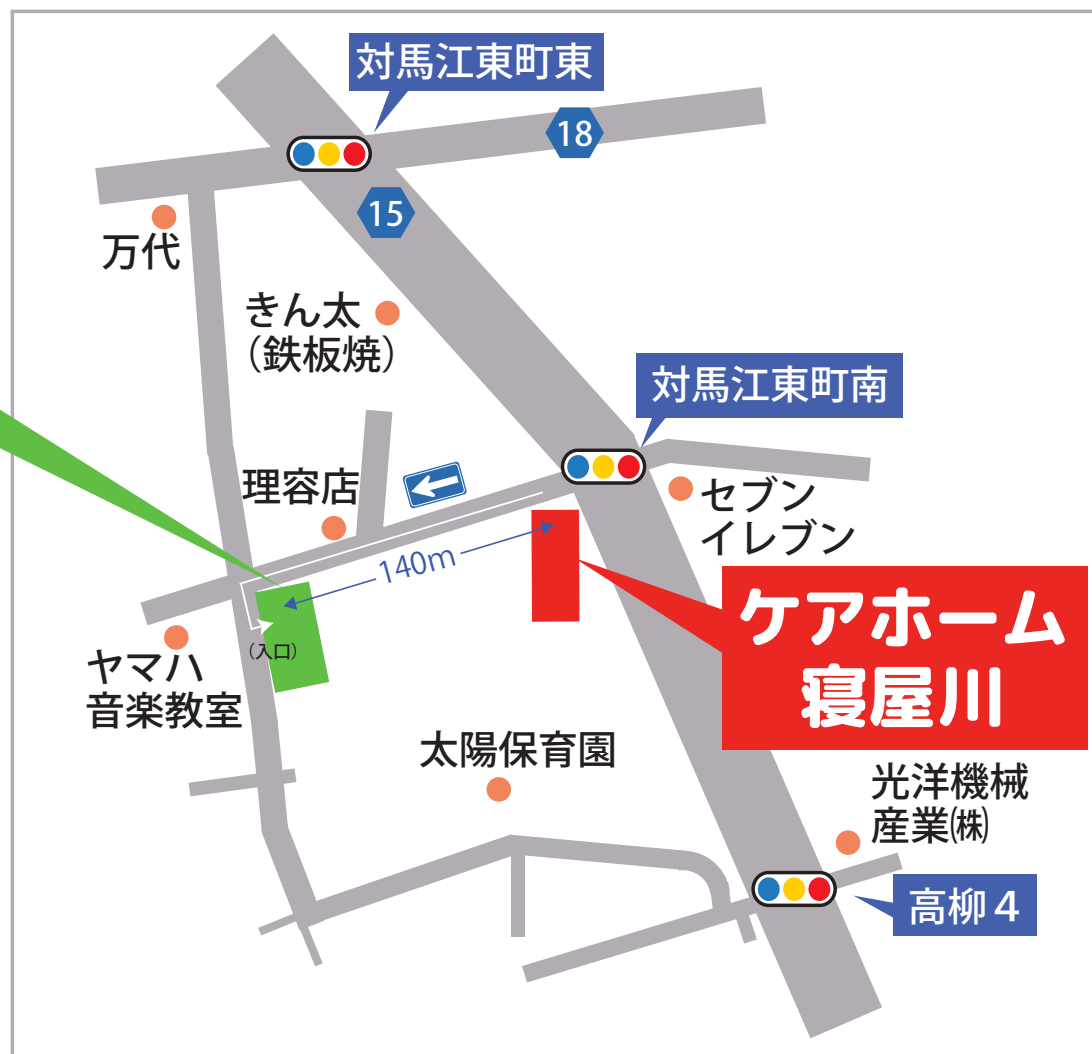 対馬江東町東
18
15
万代
きん太
（鉄板焼）
対馬江東町南
理容店
セブン
イレブン
140m
ケアホーム
寝屋川
(入口)
ヤマハ
音楽教室
太陽保育園
光洋機械
産業㈱
高柳４